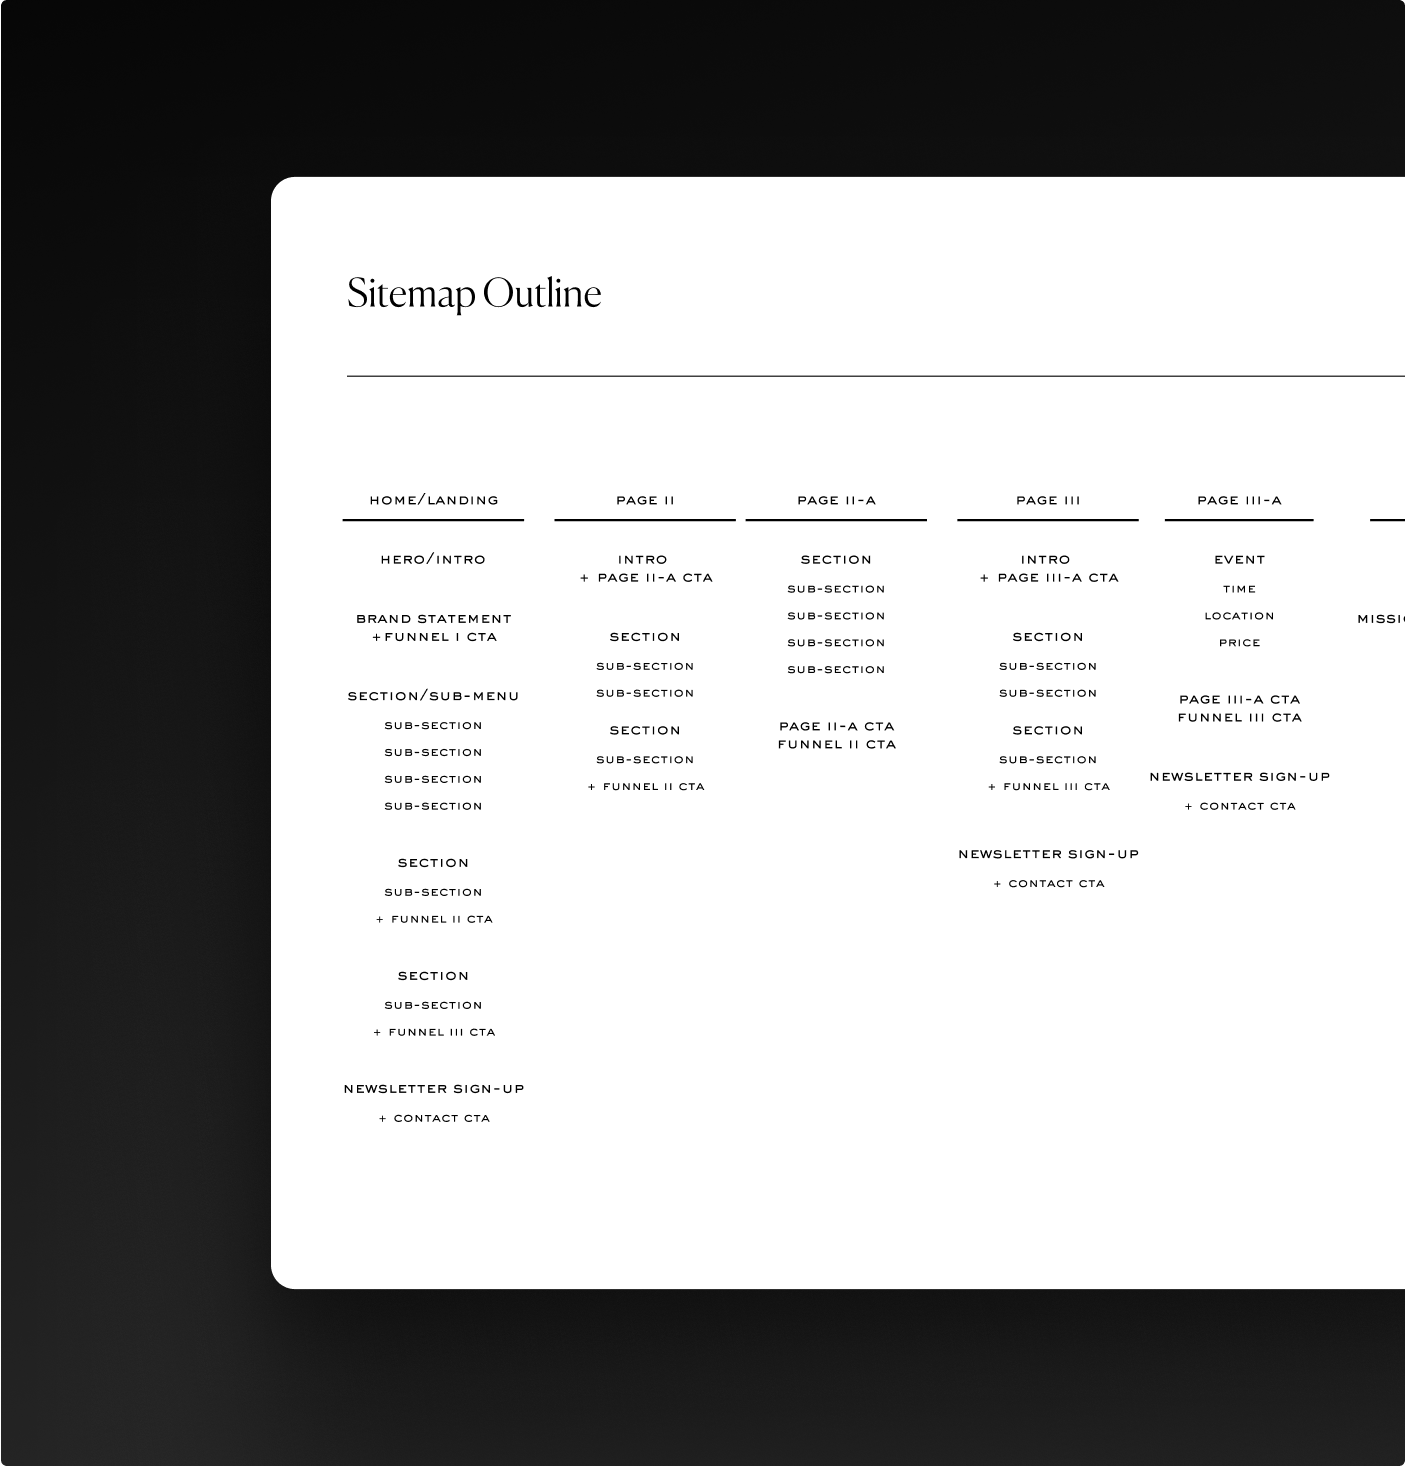 Sitemap Outline
HOME/LANDING
HERO/INTRO
BRAND STATEMENT
+FUNNEL I CTA
SECTION/SUB-MENU
SUB-SECTION
SUB-SECTION
SUB-SECTION
SUB-SECTION
SECTION
SUB-SECTION
+ FUNNEL II CTA
SECTION
SUB-SECTION
+ FUNNEL III CTA
NEWSLETTER SIGN-UP
+ CONTACT CTA
PAGE II
INTRO
+ PAGE II-A CTA
SECTION
SUB-SECTION
SUB-SECTION
SECTION
SUB-SECTION
+ FUNNEL II CTA
PAGE II-A
SECTION
SUB-SECTION
SUB-SECTION
SUB-SECTION
SUB-SECTION
PAGE II-A CTA
FUNNEL II CTA
PAGE III
INTRO
+ PAGE III-A CTA
SECTION
SUB-SECTION
SUB-SECTION
SECTION
SUB-SECTION
+ FUNNEL III CTA
NEWSLETTER SIGN-UP
+ CONTACT CTA
PAGE III-A
EVENT
TIME
LOCATION
PRICE
PAGE III-A CTA
FUNNEL III CTA
NEWSLETTER SIGN-UP
+ CONTACT CTA